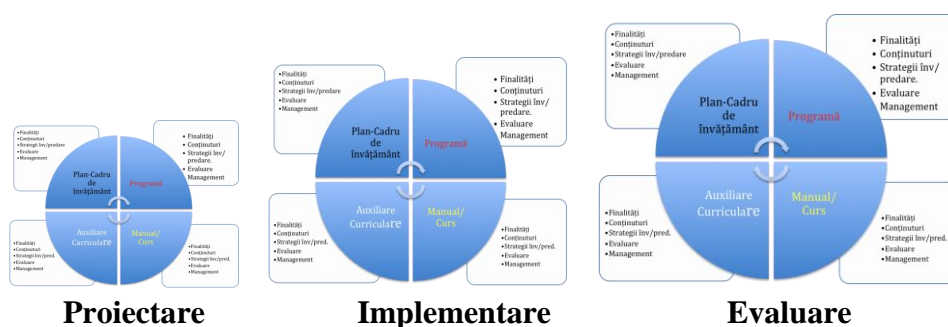 •Finalități
•Conținuturi
•Strategii înv/predare
•Evaluare
•Management
• Finalități
• Conținuturi
• Strategii înv/
predare.
• Evaluare
Management
Plan-Cadru
de
învățământ
Programă
Auxiliare
Curriculare
Manual/
Curs
•Finalități
•Conținuturi
•Strategii înv/pred.
•Evaluare
•Management
•Finalități
•Conținuturi
•Strategii înv/pred.
•Evaluare
•Management
Proiectare
•Finalități
•Conținuturi
•Strategii înv/predare
•Evaluare
•Management
• Finalități
• Conținuturi
• Strategii înv/
predare.
• Evaluare
Management
Plan-Cadru
de
învățământ
Programă
Auxiliare
Curriculare
Manual/
Curs
•Finalități
•Conținuturi
•Strategii înv/pred.
•Evaluare
•Management
•Finalități
•Conținuturi
•Strategii înv/pred.
•Evaluare
•Management
Implementare
•Finalități
•Conținuturi
•Strategii înv/predare
•Evaluare
•Management
• Finalități
• Conținuturi
• Strategii înv/
predare.
• Evaluare
Management
Plan-Cadru
de
învățământ
Programă
Auxiliare
Curriculare
Manual/
Curs
•Finalități
•Conținuturi
•Strategii înv/pred.
•Evaluare
•Management
•Finalități
•Conținuturi
•Strategii înv/pred.
•Evaluare
•Management
Evaluare